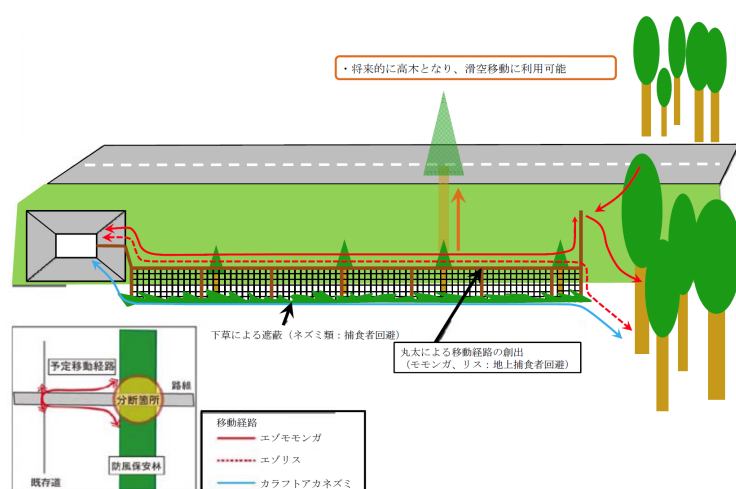 ・将来的に高木となり、滑空移動に利用可能
下草による遮蔽（ネズミ類：捕食者回避）
丸太による移動経路の創出
（モモンガ、リス：地上捕食者回避）
予定移動経路
路線
分断箇所
防風保安林
既存道
移動経路
エゾモモンガ
エゾリス
カラフトアカネズミ